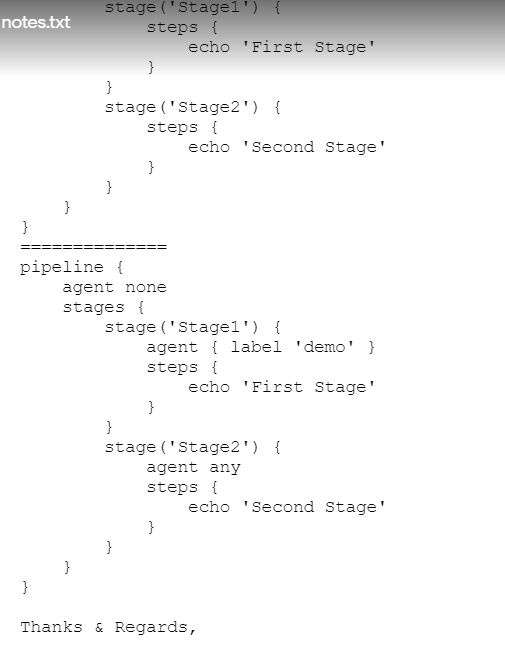 notes.txt
        stage('Stage1') {
            steps {
                echo 'First Stage'
            }
        }
        stage('Stage2') {
            steps {
                echo 'Second Stage'
            }
        }
    }
}
==============
pipeline {
    agent none
    stages {
        stage('Stage1') {
            agent { label 'demo' }
            steps {
                echo 'First Stage'
            }
        }
        stage('Stage2') {
            agent any
            steps {
                echo 'Second Stage'
            }
        }
    }
}

Thanks & Regards,